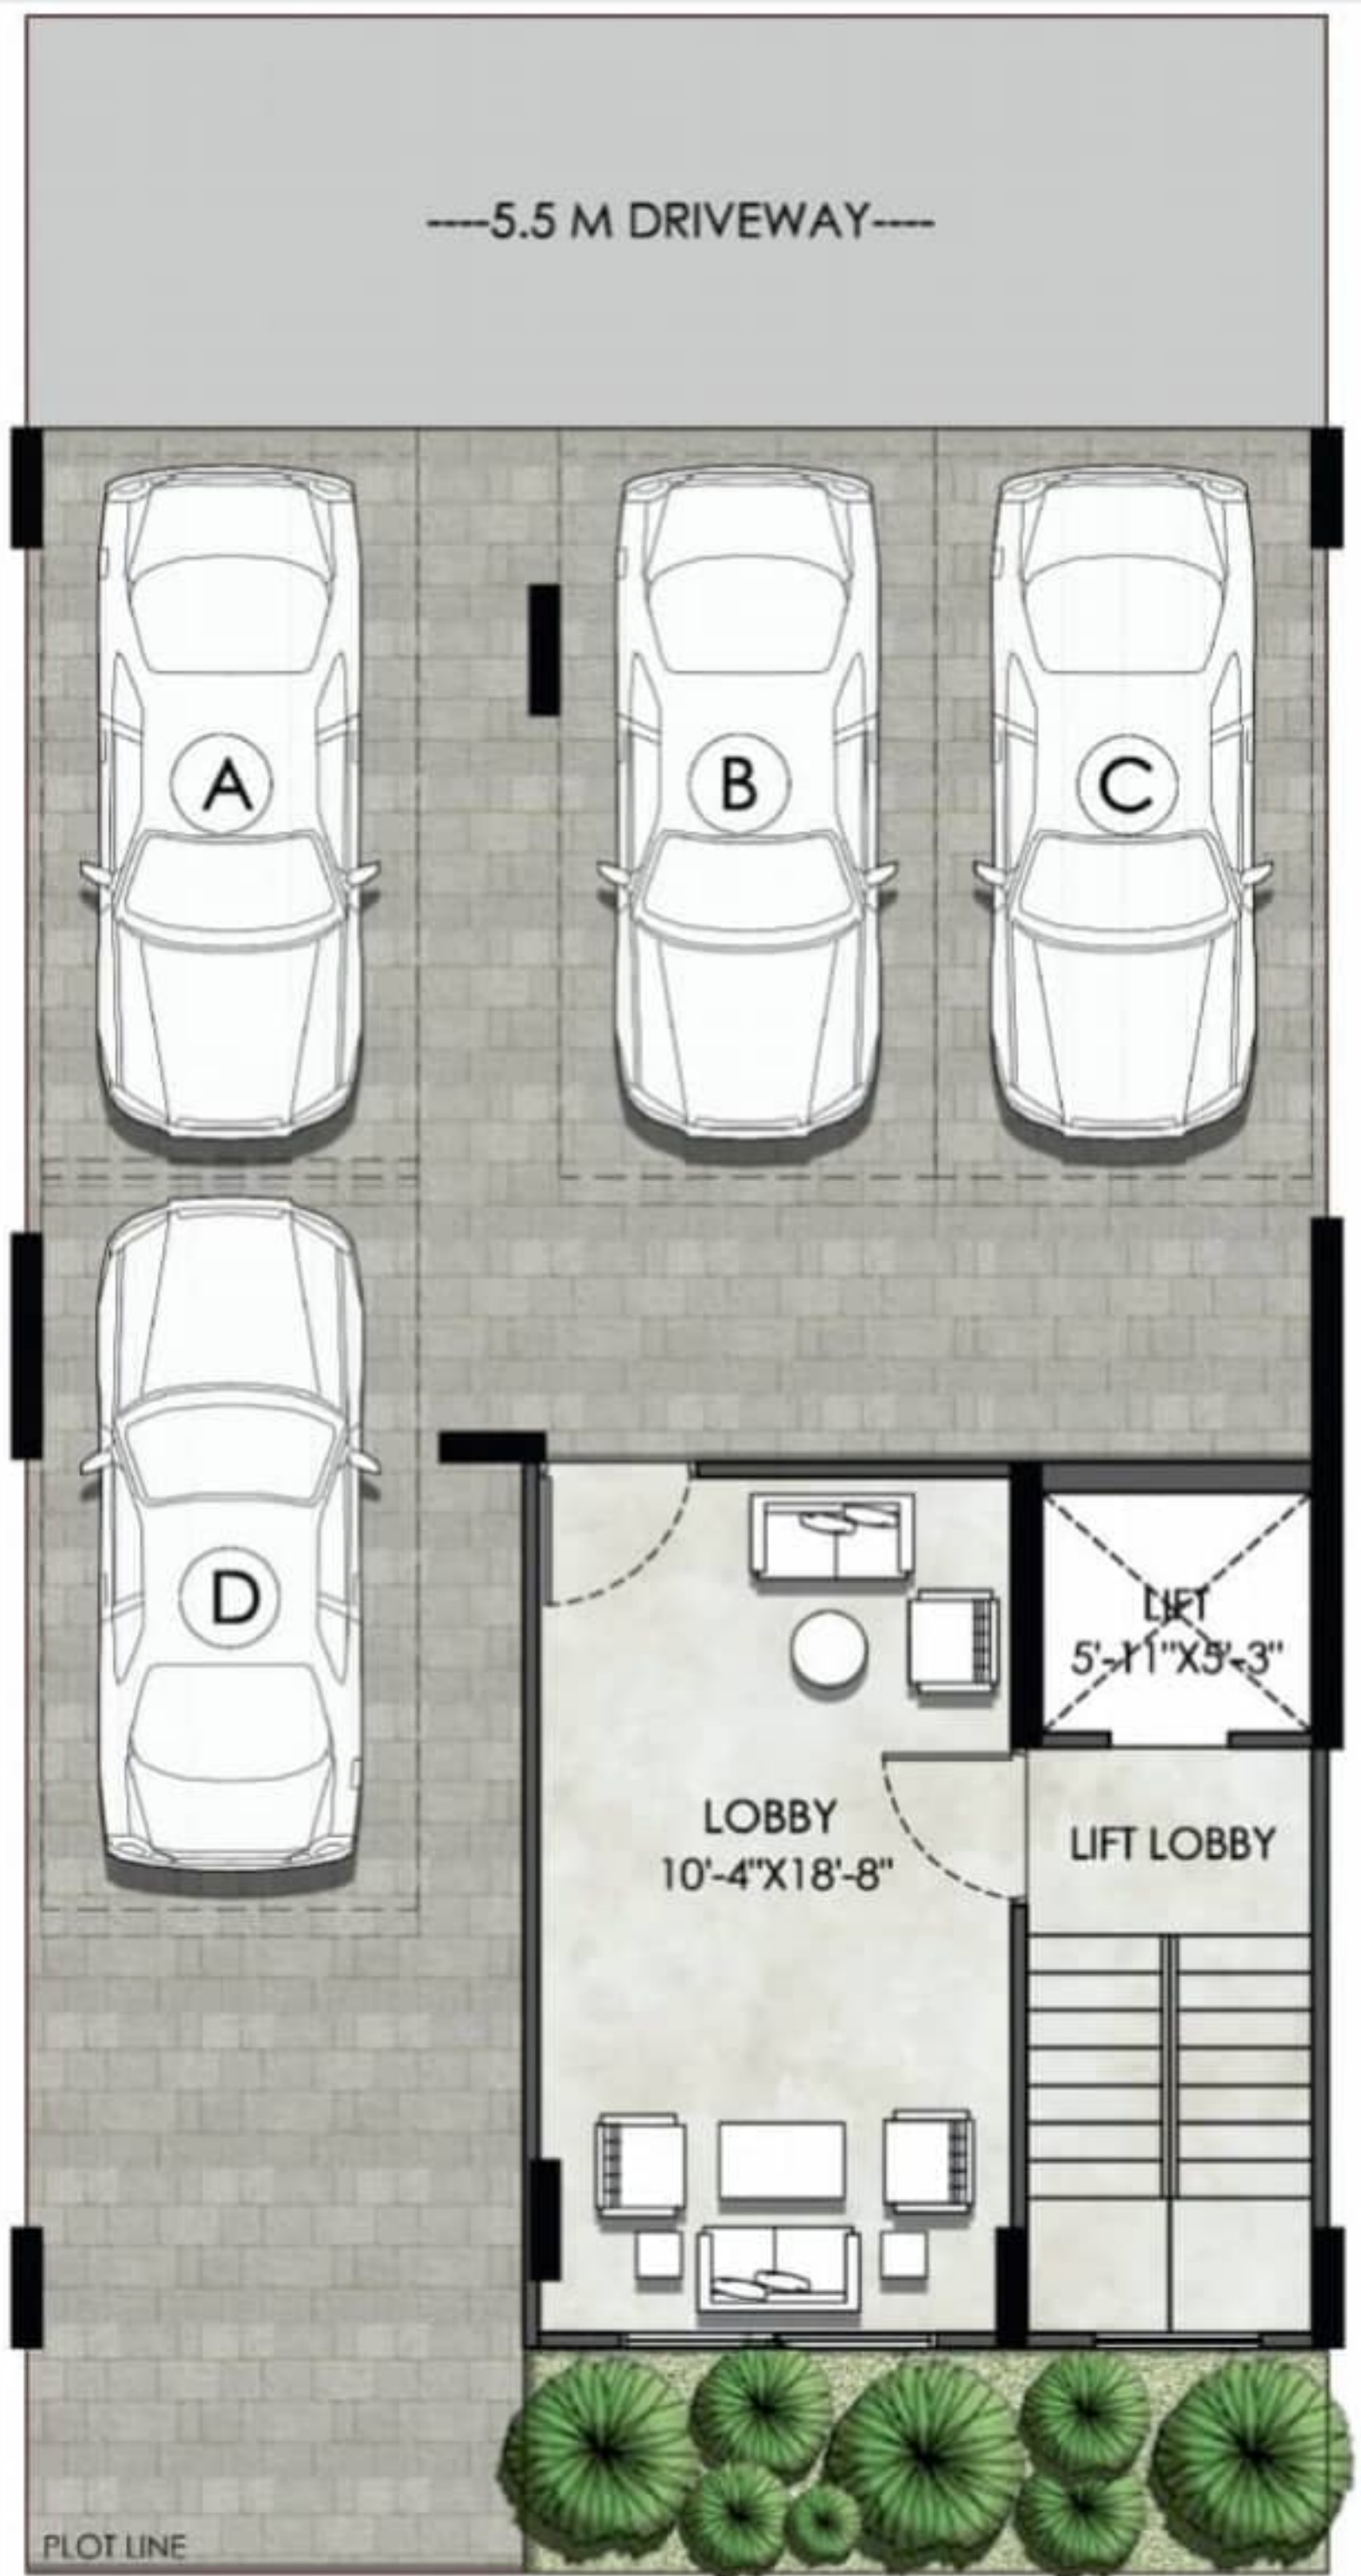 ----5.5 M DRIVEWAY----
A
B
C
D
LIFT
5'-11"X5'-3"
LOBBY
10'-4"X18'-8"
LIFT LOBBY
PLOT LINE